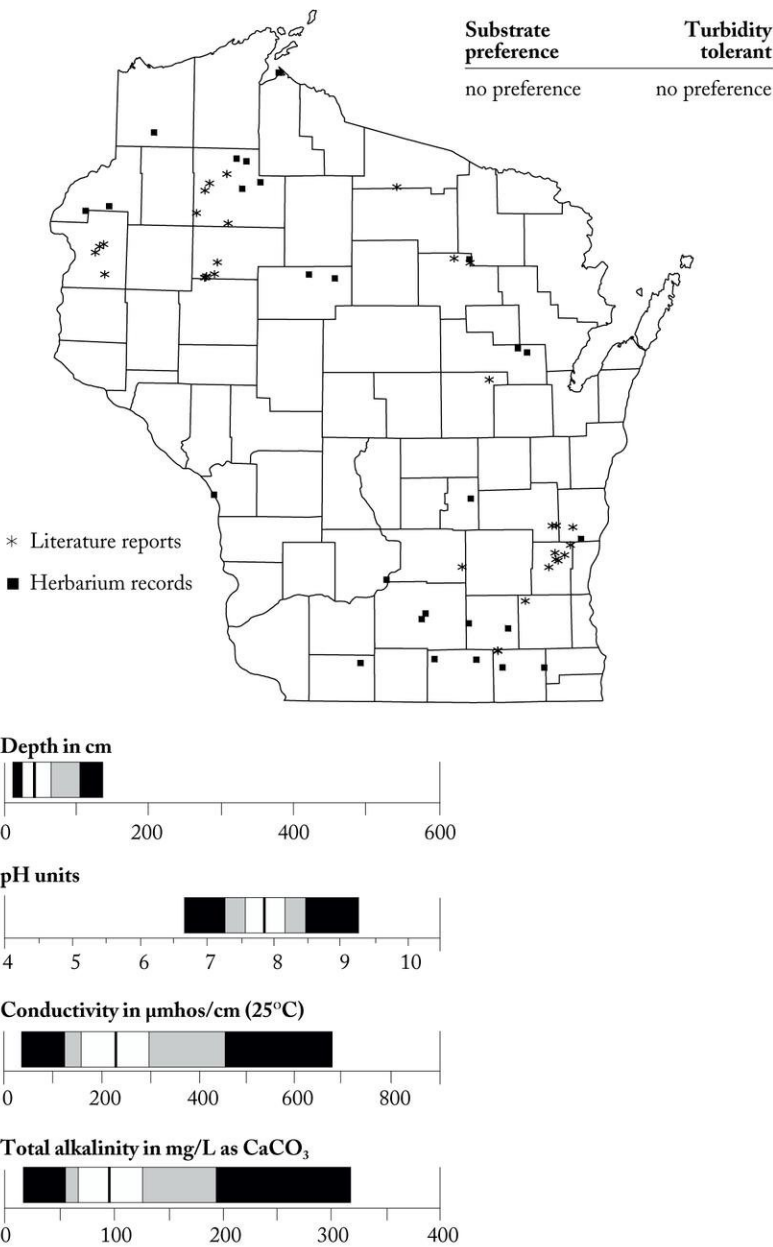 Substrate preference
Turbidity tolerant
no preference
no preference
Literature reports
Herbarium records
Depth in cm
0 200 400 600
pH units
4 5 6 7 8 9 10
Conductivity in µmhos/cm (25°C)
0 200 400 600 800
Total alkalinity in mg/L as CaCO₃
0 100 200 300 400